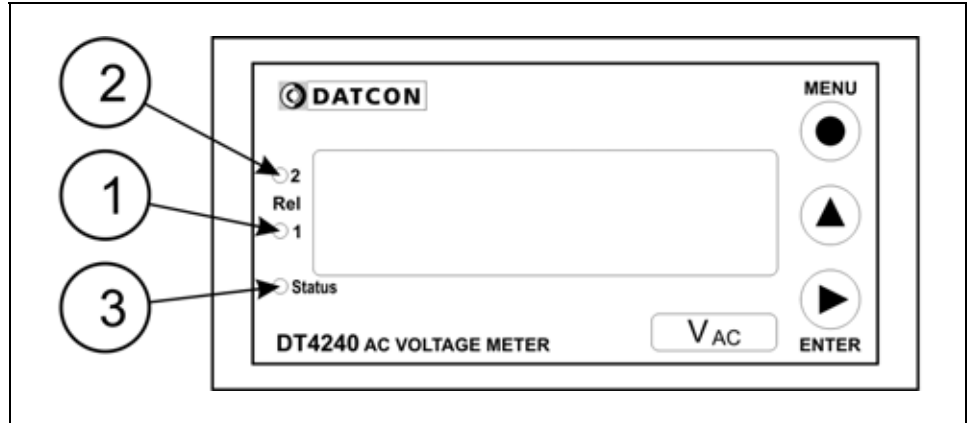 2
1
3
DATCON
MENU
2
Rel
1
Status
DT4240 AC VOLTAGE METER
VAC
ENTER